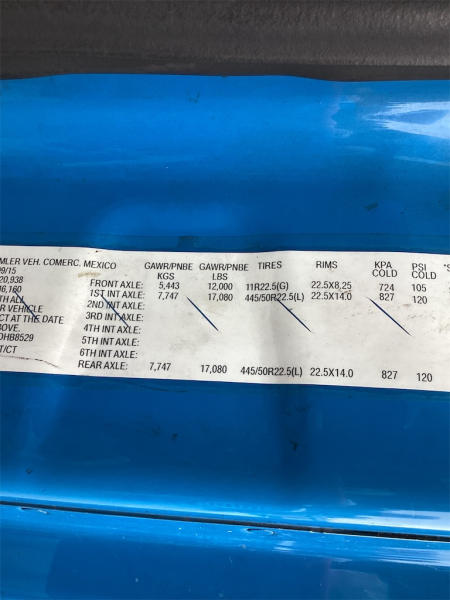 MLER VEH. COMERC. MEXICO GAWR/PNBE KGS GAWR/PNBE LBS TIRES RIMS KPA COLD PSI COLD *S
09/15
20,938 FRONT AXLE: 5,443 12,000 11R22.5(G) 22.5X8.25 724 105
46,160 1ST INT AXLE: 7,747 17,080 445/50R22.5(L) 22.5X14.0 827 120
TH ALL 2ND INT AXLE:
R VEHICLE 3RD INT AXLE:
CT AT THE DATE 4TH INT AXLE:
BOVE. 5TH INT AXLE:
DHB8529 6TH INT AXLE:
T/CT REAR AXLE: 7,747 17,080 445/50R22.5(L) 22.5X14.0 827 120